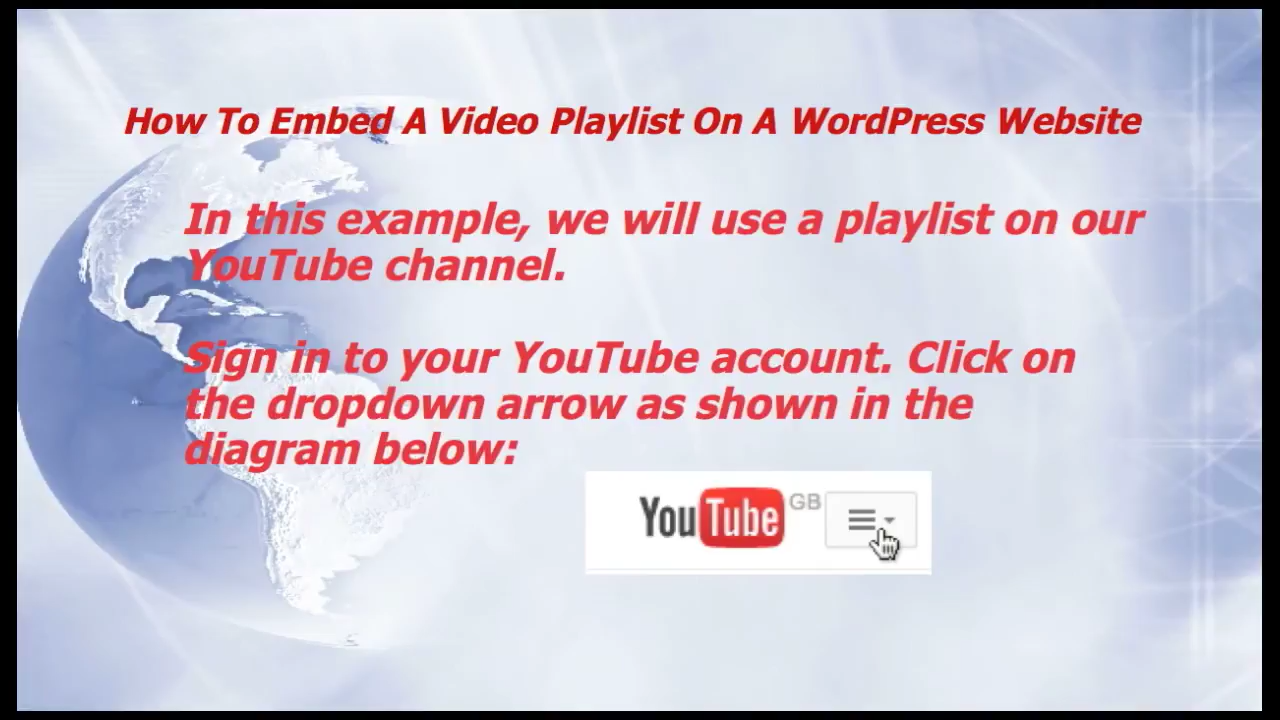 How To Embed A Video Playlist On A WordPress Website
In this example, we will use a playlist on our
YouTube channel.
Sign in to your YouTube account. Click on
the dropdown arrow as shown in the
diagram below:
YouTube GB